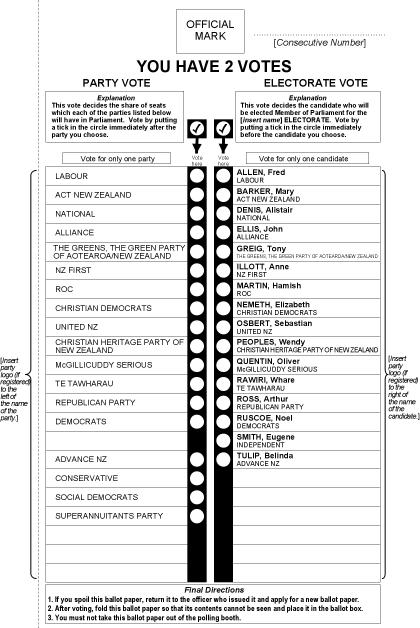 OFFICIAL
MARK
[Consecutive Number]
YOU HAVE 2 VOTES
PARTY VOTE
Explanation
This vote decides the share of seats
which each of the parties listed below
will have in Parliament. Vote by putting
a tick in the circle immediately after the
party you choose.
ELECTORATE VOTE
Explanation
This vote decides the candidate who will
be elected Member of Parliament for the
[insert name] ELECTORATE. Vote by
putting a tick in the circle immediately
before the candidate you choose.
Vote for only one party
Vote
here
Vote
here
Vote for only one candidate
LABOUR
ALLEN, Fred
LABOUR
ACT NEW ZEALAND
BARKER, Mary
ACT NEW ZEALAND
NATIONAL
DENIS, Alistair
NATIONAL
ALLIANCE
ELLIS, John
ALLIANCE
THE GREENS, THE GREEN PARTY
OF AOTEAROA/NEW ZEALAND
GREIG, Tony
THE GREENS, THE GREEN PARTY OF AOTEAROA/NEW ZEALAND
NZ FIRST
ILLOTT, Anne
NZ FIRST
ROC
MARTIN, Hamish
ROC
CHRISTIAN DEMOCRATS
NEMETH, Elizabeth
CHRISTIAN DEMOCRATS
UNITED NZ
OSBERT, Sebastian
UNITED NZ
CHRISTIAN HERITAGE PARTY OF
NEW ZEALAND
PEOPLES, Wendy
CHRISTIAN HERITAGE PARTY OF NEW ZEALAND
McGILLICUDDY SERIOUS
QUENTIN, Oliver
McGILLICUDDY SERIOUS
TE TAWHARAU
RAWIRI, Whare
TE TAWHARAU
REPUBLICAN PARTY
ROSS, Arthur
REPUBLICAN PARTY
DEMOCRATS
RUSCOE, Noel
DEMOCRATS
SMITH, Eugene
INDEPENDENT
ADVANCE NZ
TULIP, Belinda
ADVANCE NZ
CONSERVATIVE
SOCIAL DEMOCRATS
SUPERANNUITANTS PARTY
[Insert
party
logo (if
registered)
to the
left of
the name
of the
party.]
[Insert
party
logo (if
registered)
to the
right of
the name
of the
candidate.]
Final Directions
1. If you spoil this ballot paper, return it to the officer who issued it and apply for a new ballot paper.
2. After voting, fold this ballot paper so that its contents cannot be seen and place it in the ballot box.
3. You must not take this ballot paper out of the polling booth.